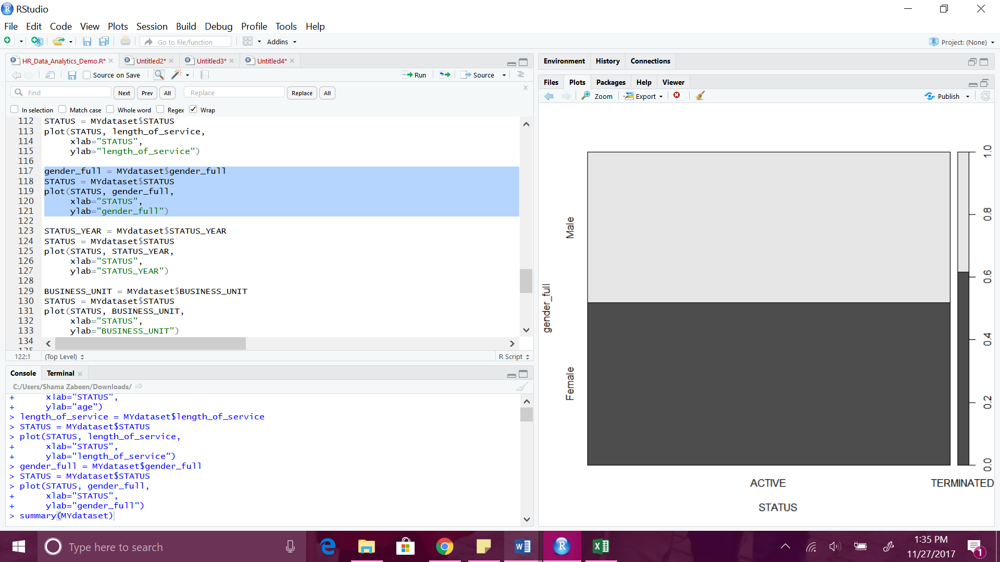 RStudio
File Edit Code View Plots Session Build Debug Profile Tools Help
Go to file/function Addins Project: (None)
HR_Data_Analytics_Demo.R* Untitled2* Untitled3* Untitled4*
Source on Save Run Source
Find Next Prev All Replace Replace All
In selection Match case Whole word Regex Wrap
112 STATUS = MYdataset$STATUS
113 plot(STATUS, length_of_service,
114 xlab="STATUS",
115 ylab="length_of_service")
116
117 gender_full = MYdataset$gender_full
118 STATUS = MYdataset$STATUS
119 plot(STATUS, gender_full,
120 xlab="STATUS",
121 ylab="gender_full")
122
123 STATUS_YEAR = MYdataset$STATUS_YEAR
124 STATUS = MYdataset$STATUS
125 plot(STATUS, STATUS_YEAR,
126 xlab="STATUS",
127 ylab="STATUS_YEAR")
128
129 BUSINESS_UNIT = MYdataset$BUSINESS_UNIT
130 STATUS = MYdataset$STATUS
131 plot(STATUS, BUSINESS_UNIT,
132 xlab="STATUS",
133 ylab="BUSINESS_UNIT")
134
122:1 (Top Level) R Script
Console Terminal
C:/Users/Shama Zabeen/Downloads/
+ xlab="STATUS",
+ ylab="age")
> length_of_service = MYdataset$length_of_service
> STATUS = MYdataset$STATUS
> plot(STATUS, length_of_service,
+ xlab="STATUS",
+ ylab="length_of_service")
> gender_full = MYdataset$gender_full
> STATUS = MYdataset$STATUS
> plot(STATUS, gender_full,
+ xlab="STATUS",
+ ylab="gender_full")
> summary(MYdataset)
Environment History Connections
Files Plots Packages Help Viewer
Zoom Export Publish
gender_full
Male
Female
1.0
0.8
0.6
0.4
0.2
0.0
ACTIVE TERMINATED
STATUS
Type here to search
1:35 PM
11/27/2017
1